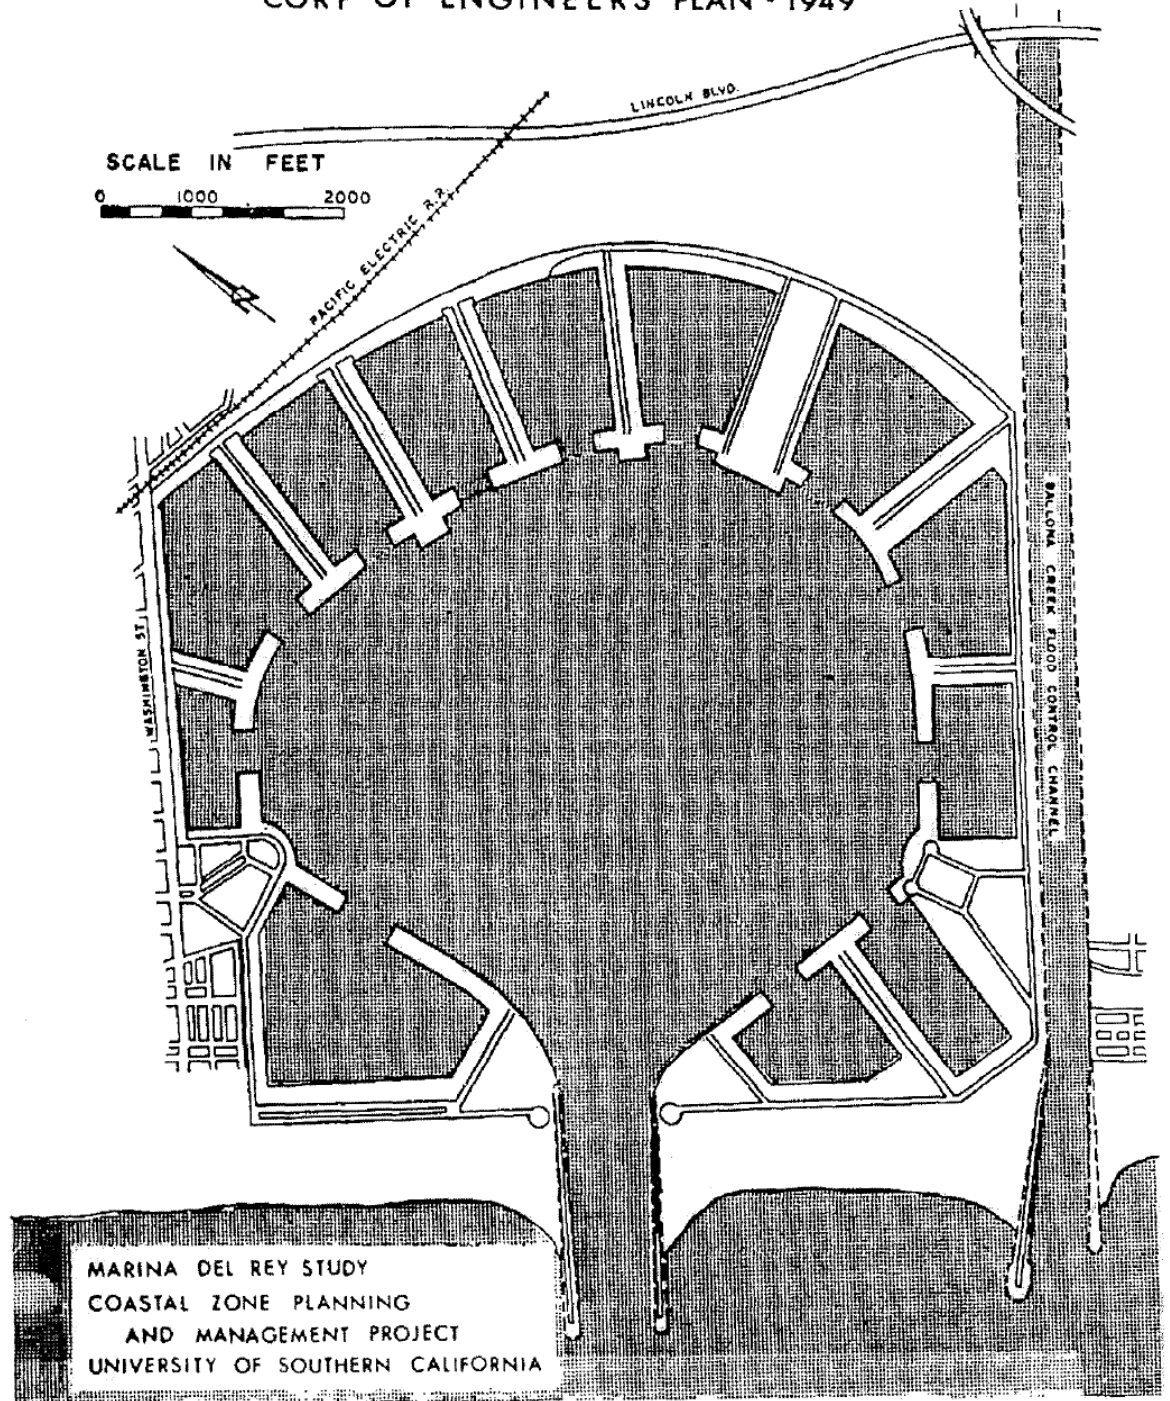 CORP OF ENGINEERS PLAN - 1949
LINCOLN BLVD.
SCALE IN FEET
0 1000 2000
PACIFIC ELECTRIC R.R.
N
WASHINGTON ST
BALLONA CREEK FLOOD CONTROL CHANNEL
MARINA DEL REY STUDY
COASTAL ZONE PLANNING
AND MANAGEMENT PROJECT
UNIVERSITY OF SOUTHERN CALIFORNIA